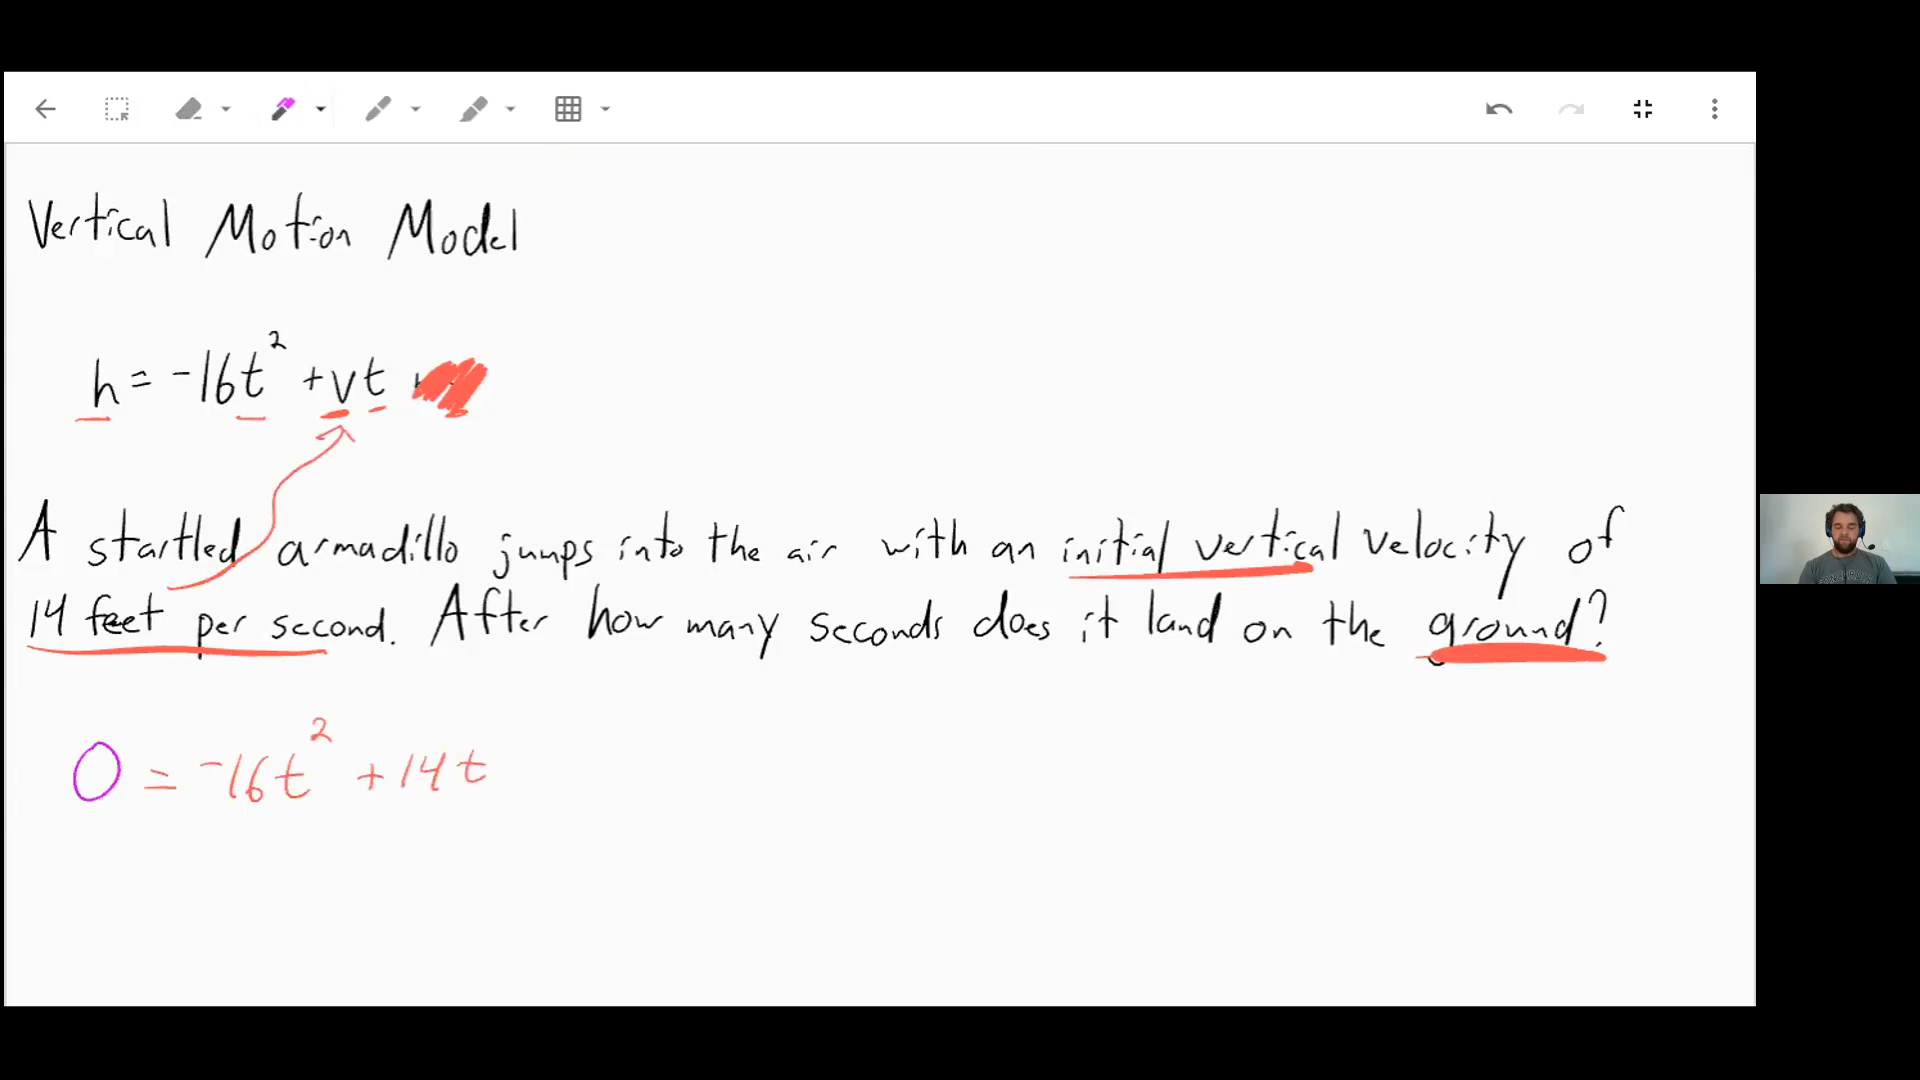 Vertical Motion Model
h = -16t² + vt
A startled armadillo jumps into the air with an initial vertical velocity of
14 feet per second. After how many seconds does it land on the ground?
0 = -16t² + 14t